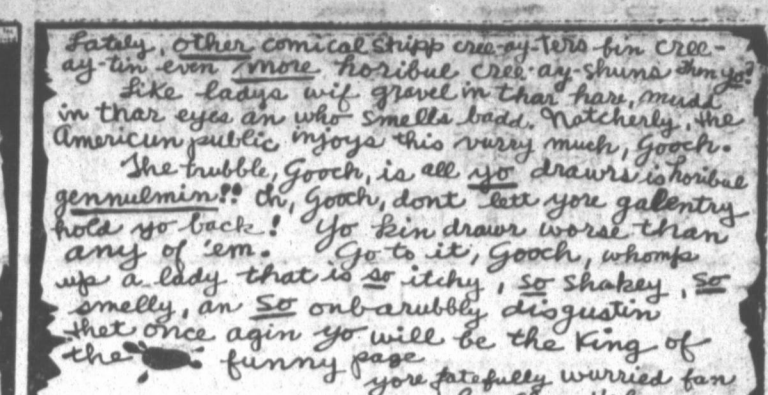 Lately, other comical stripp cree-ay-ters bin cree-
ay-tin even more horibul cree-ay-shuns thin yo?
Like ladys wif gravel in thar hare, mudd
in thar eyes an who smells badd. Natcherly, the
Americun public injoys this vurry much, Gooch.
The trubble, Gooch, is all yo drawrs is horibul
gennulmin!! Oh, Gooch, dont lett yore galentry
hold yo back! Yo kin drawr worse than
any of 'em. Go to it, Gooch, whomp
up a lady that is so itchy, so shakey, so
smelly, an so onbarubbly disgustin
thet once agin yo will be the King of
the funny page
yore fatefully wurried fan